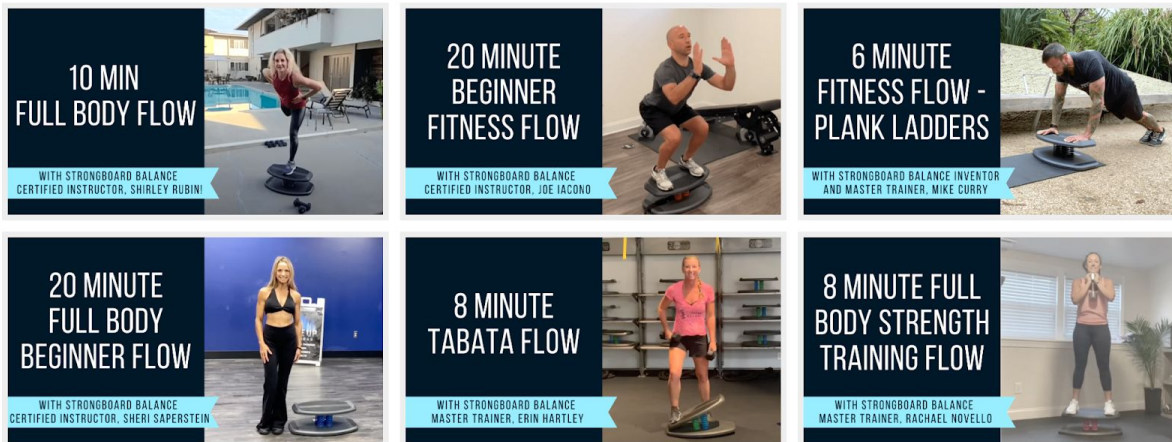 10 MIN
FULL BODY FLOW
WITH STRONGBOARD BALANCE
CERTIFIED INSTRUCTOR, SHIRLEY RUBIN!
20 MINUTE
BEGINNER
FITNESS FLOW
WITH STRONGBOARD BALANCE
CERTIFIED INSTRUCTOR, JOE IACONO
6 MINUTE
FITNESS FLOW -
PLANK LADDERS
WITH STRONGBOARD BALANCE INVENTOR
AND MASTER TRAINER, MIKE CURRY
20 MINUTE
FULL BODY
BEGINNER FLOW
WITH STRONGBOARD BALANCE
CERTIFIED INSTRUCTOR, SHERI SAPERSTEIN
8 MINUTE
TABATA FLOW
WITH STRONGBOARD BALANCE
MASTER TRAINER, ERIN HARTLEY
8 MINUTE FULL
BODY STRENGTH
TRAINING FLOW
WITH STRONGBOARD BALANCE
MASTER TRAINER, RACHAEL NOVELLO